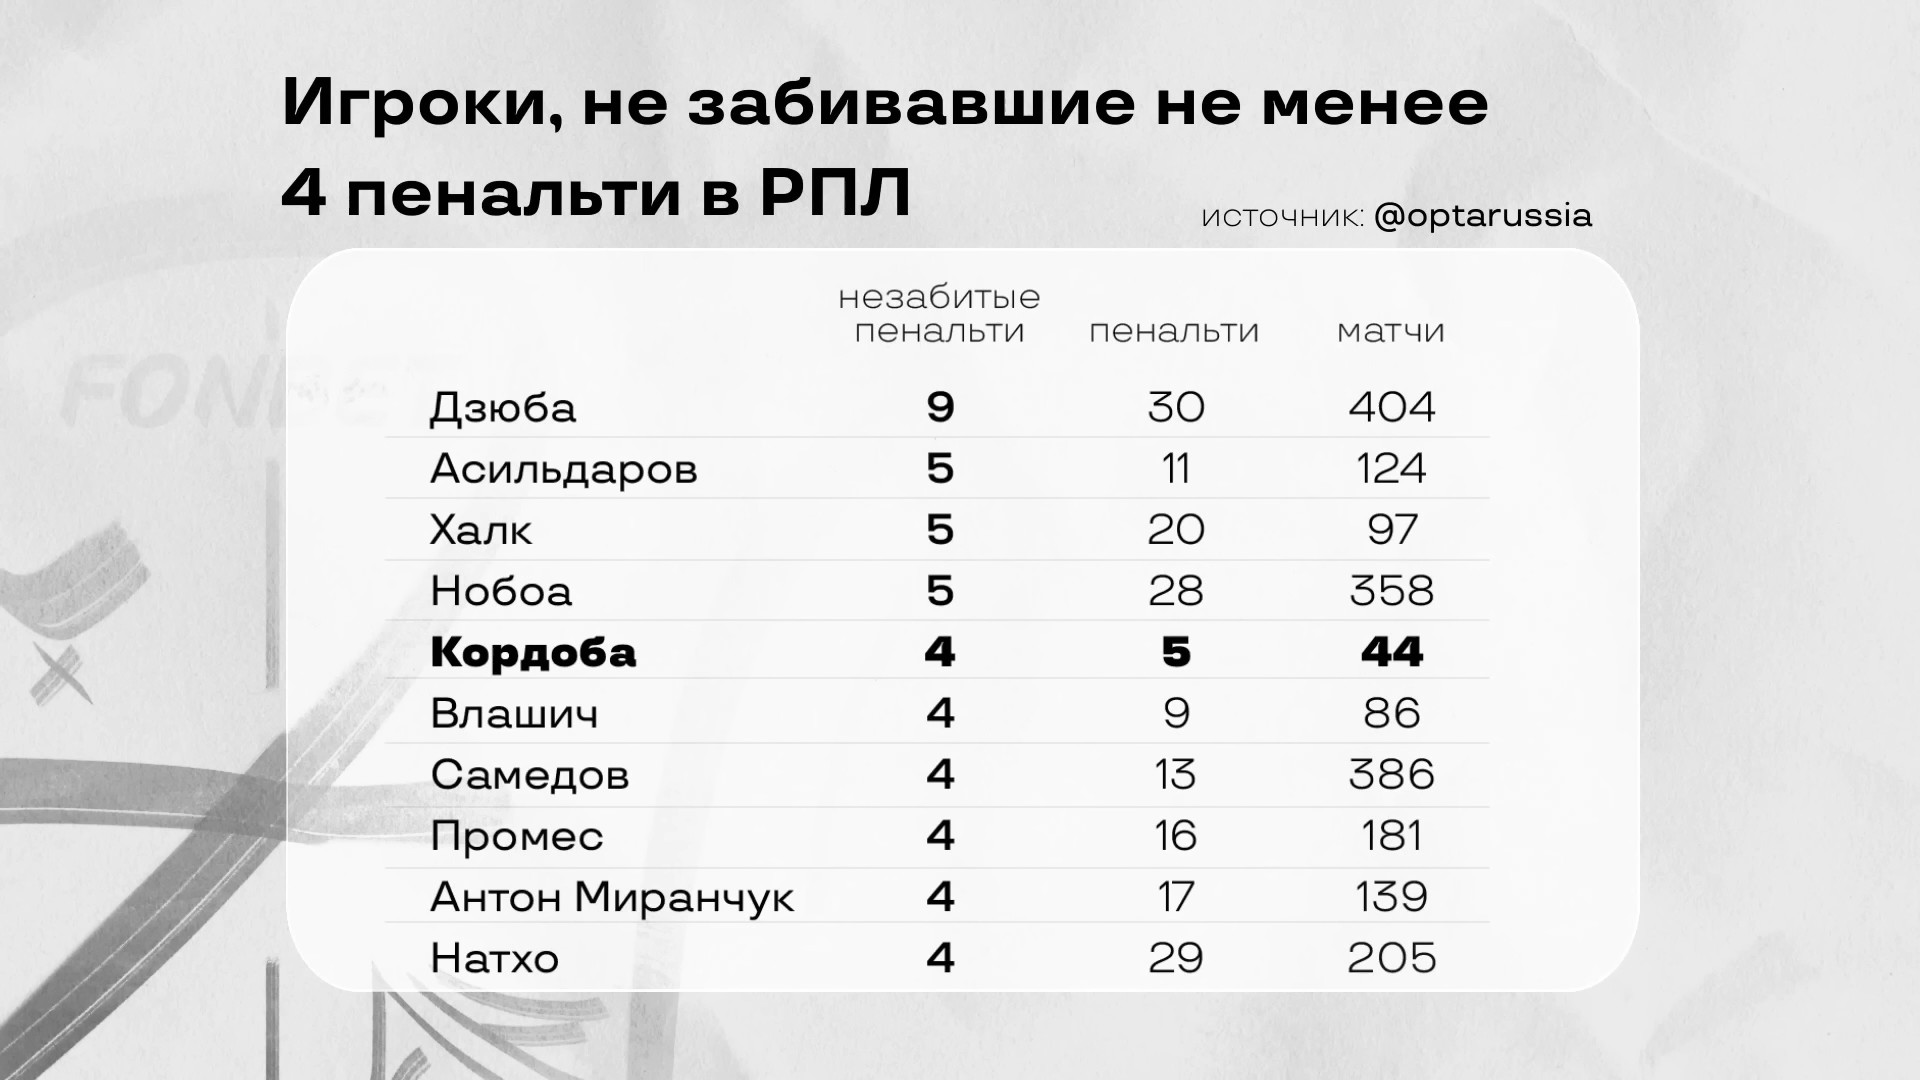 Игроки, не забивавшие не менее
4 пенальти в РПЛ
источник: @optarussia
незабитые
пенальти пенальти матчи
Дзюба 9 30 404
Асильдаров 5 11 124
Халк 5 20 97
Нобоа 5 28 358
Кордоба 4 5 44
Влашич 4 9 86
Самедов 4 13 386
Промес 4 16 181
Антон Миранчук 4 17 139
Натхо 4 29 205